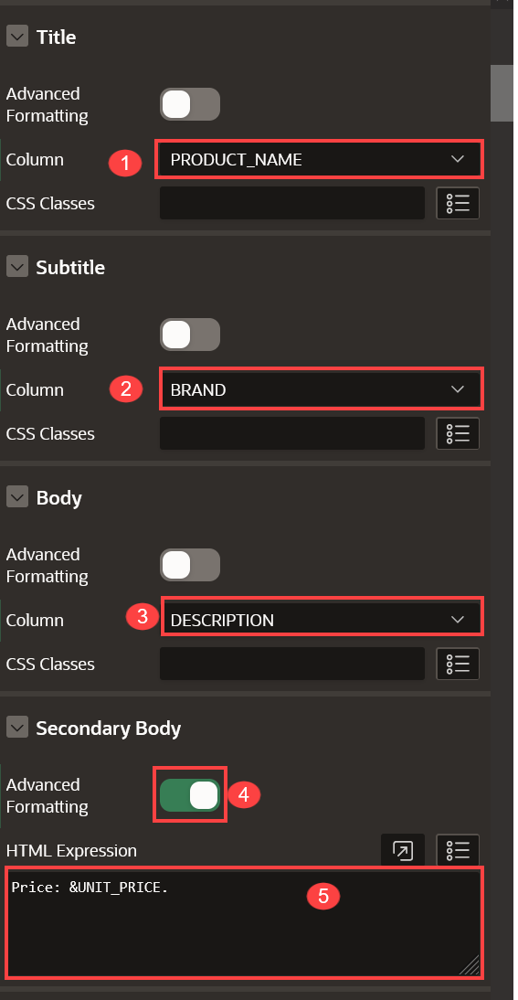 Title
Advanced
Formatting
Column 1 PRODUCT_NAME
CSS Classes
Subtitle
Advanced
Formatting
Column 2 BRAND
CSS Classes
Body
Advanced
Formatting
Column 3 DESCRIPTION
CSS Classes
Secondary Body
Advanced
Formatting 4
HTML Expression
Price: &UNIT_PRICE. 5